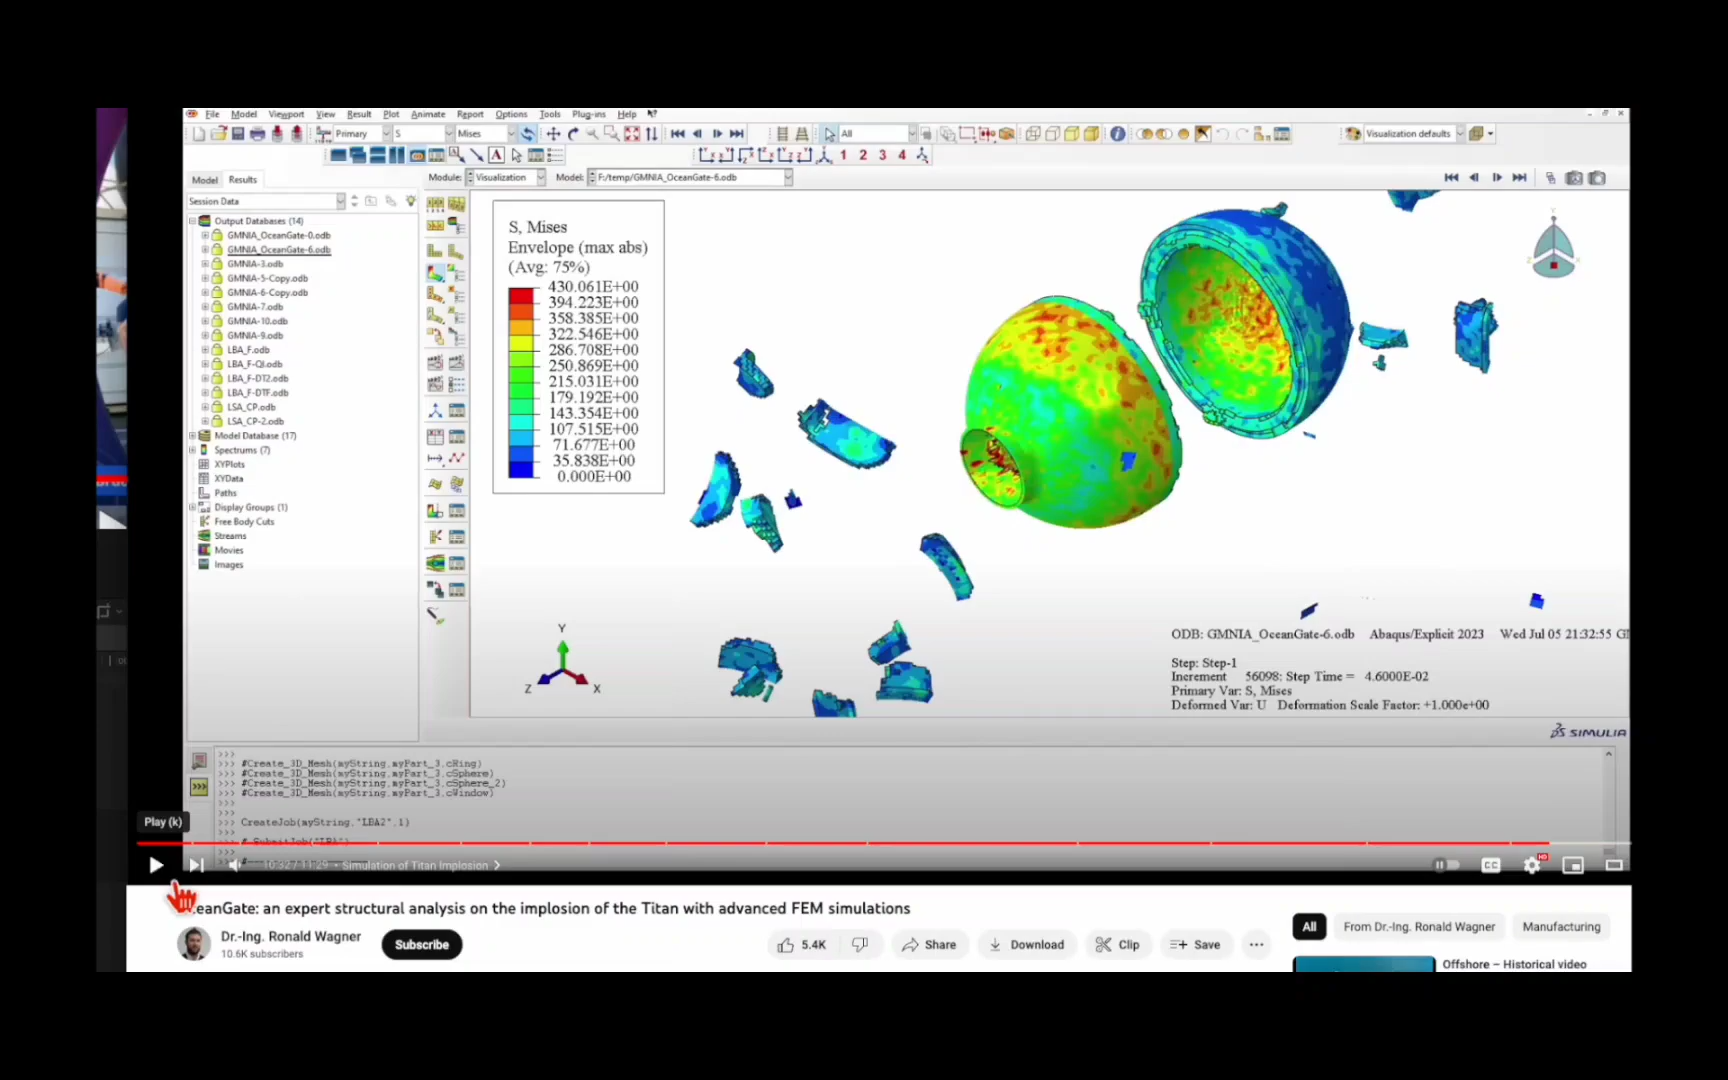 File Model Viewport View Result Plot Animate Report Options Tools Plug-ins Help
Primary S Mises All Visualization defaults
A 1 2 3 4
Model Results Module: Visualization Model: F:/temp/GMNIA_OceanGate-6.odb
Session Data
Output Databases (14)
GMNIA_OceanGate-0.odb
GMNIA_OceanGate-6.odb
GMNIA-3.odb
GMNIA-5-Copy.odb
GMNIA-6-Copy.odb
GMNIA-7.odb
GMNIA-10.odb
GMNIA-9.odb
LBA_F.odb
LBA_F-QI.odb
LBA_F-DT2.odb
LBA_F-DTF.odb
LSA_CP.odb
LSA_CP-2.odb
Model Database (17)
Spectrums (7)
XYPlots
XYData
Paths
Display Groups (1)
Free Body Cuts
Streams
Movies
Images
S, Mises
Envelope (max abs)
(Avg: 75%)
430.061E+00
394.223E+00
358.385E+00
322.546E+00
286.708E+00
250.869E+00
215.031E+00
179.192E+00
143.354E+00
107.515E+00
71.677E+00
35.838E+00
0.000E+00
Y
Z X
ODB: GMNIA_OceanGate-6.odb Abaqus/Explicit 2023 Wed Jul 05 21:32:55
Step: Step-1
Increment 56098: Step Time = 4.6000E-02
Primary Var: S, Mises
Deformed Var: U Deformation Scale Factor: +1.000e+00
SIMULIA
>>>
>>> #Create_3D_Mesh(myString,myPart_3,cRing)
>>> #Create_3D_Mesh(myString,myPart_3,cSphere)
>>> #Create_3D_Mesh(myString,myPart_3,cSphere_2)
>>> #Create_3D_Mesh(myString,myPart_3,cWindow)
>>>
>>>
>>> CreateJob(myString,"LBA2",1)
>>>
Play (k)
10:32 / 11:29 • Simulation of Titan Implosion
CC HD
eanGate: an expert structural analysis on the implosion of the Titan with advanced FEM simulations
Dr.-Ing. Ronald Wagner
10.6K subscribers
Subscribe
5.4K Share Download Clip Save ...
All From Dr.-Ing. Ronald Wagner Manufacturing
Offshore – Historical video